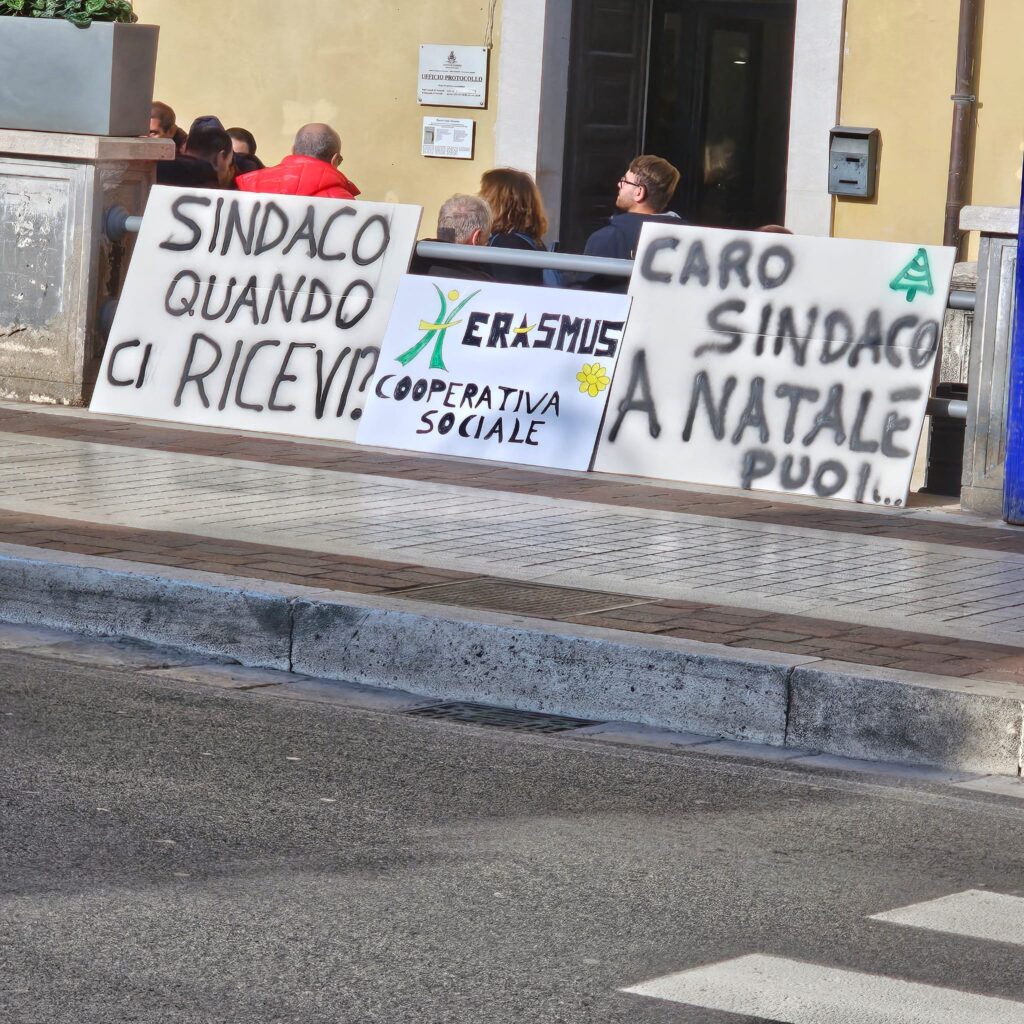 UFFICIO PROTOCOLLO
SINDACO
QUANDO
CI RICEVI?
ERASMUS
COOPERATIVA
SOCIALE
CARO
SINDACO
A NATALE
PUOI...